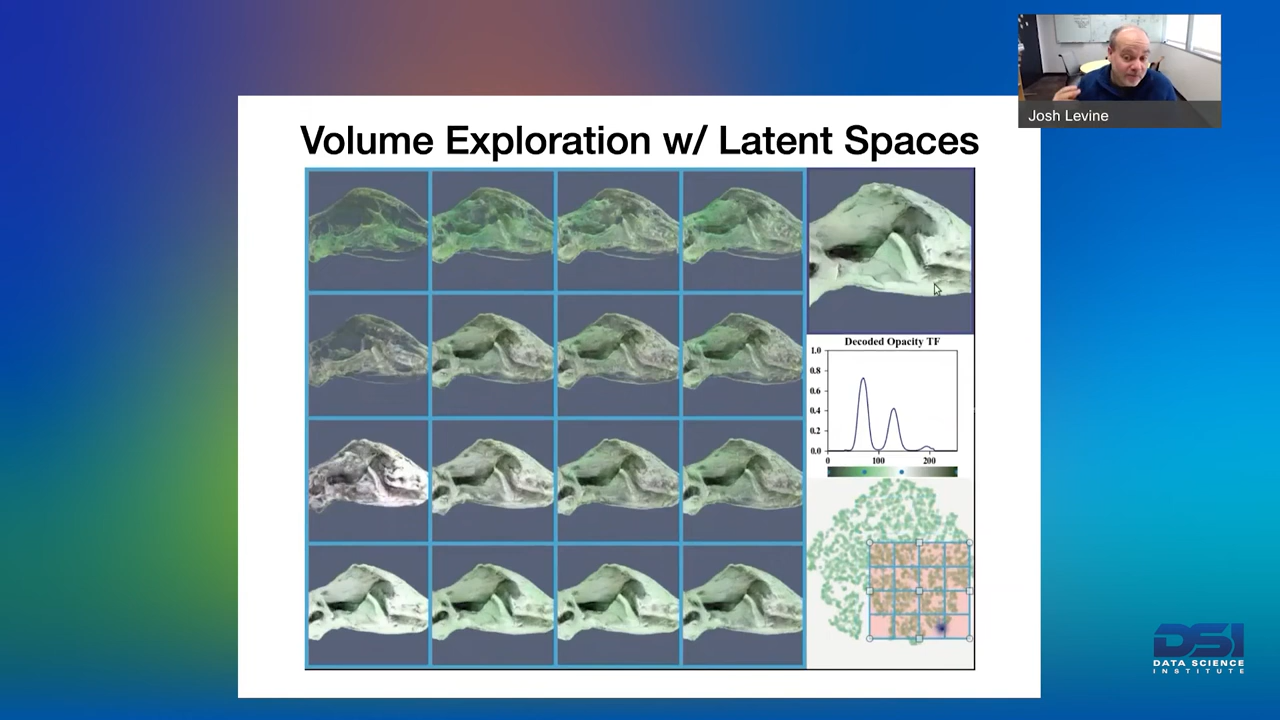 Josh Levine
Volume Exploration w/ Latent Spaces
Decoded Opacity TF
1.0
0.8
0.6
0.4
0.2
0.0
0 100 200
DSI
DATA SCIENCE
INSTITUTE